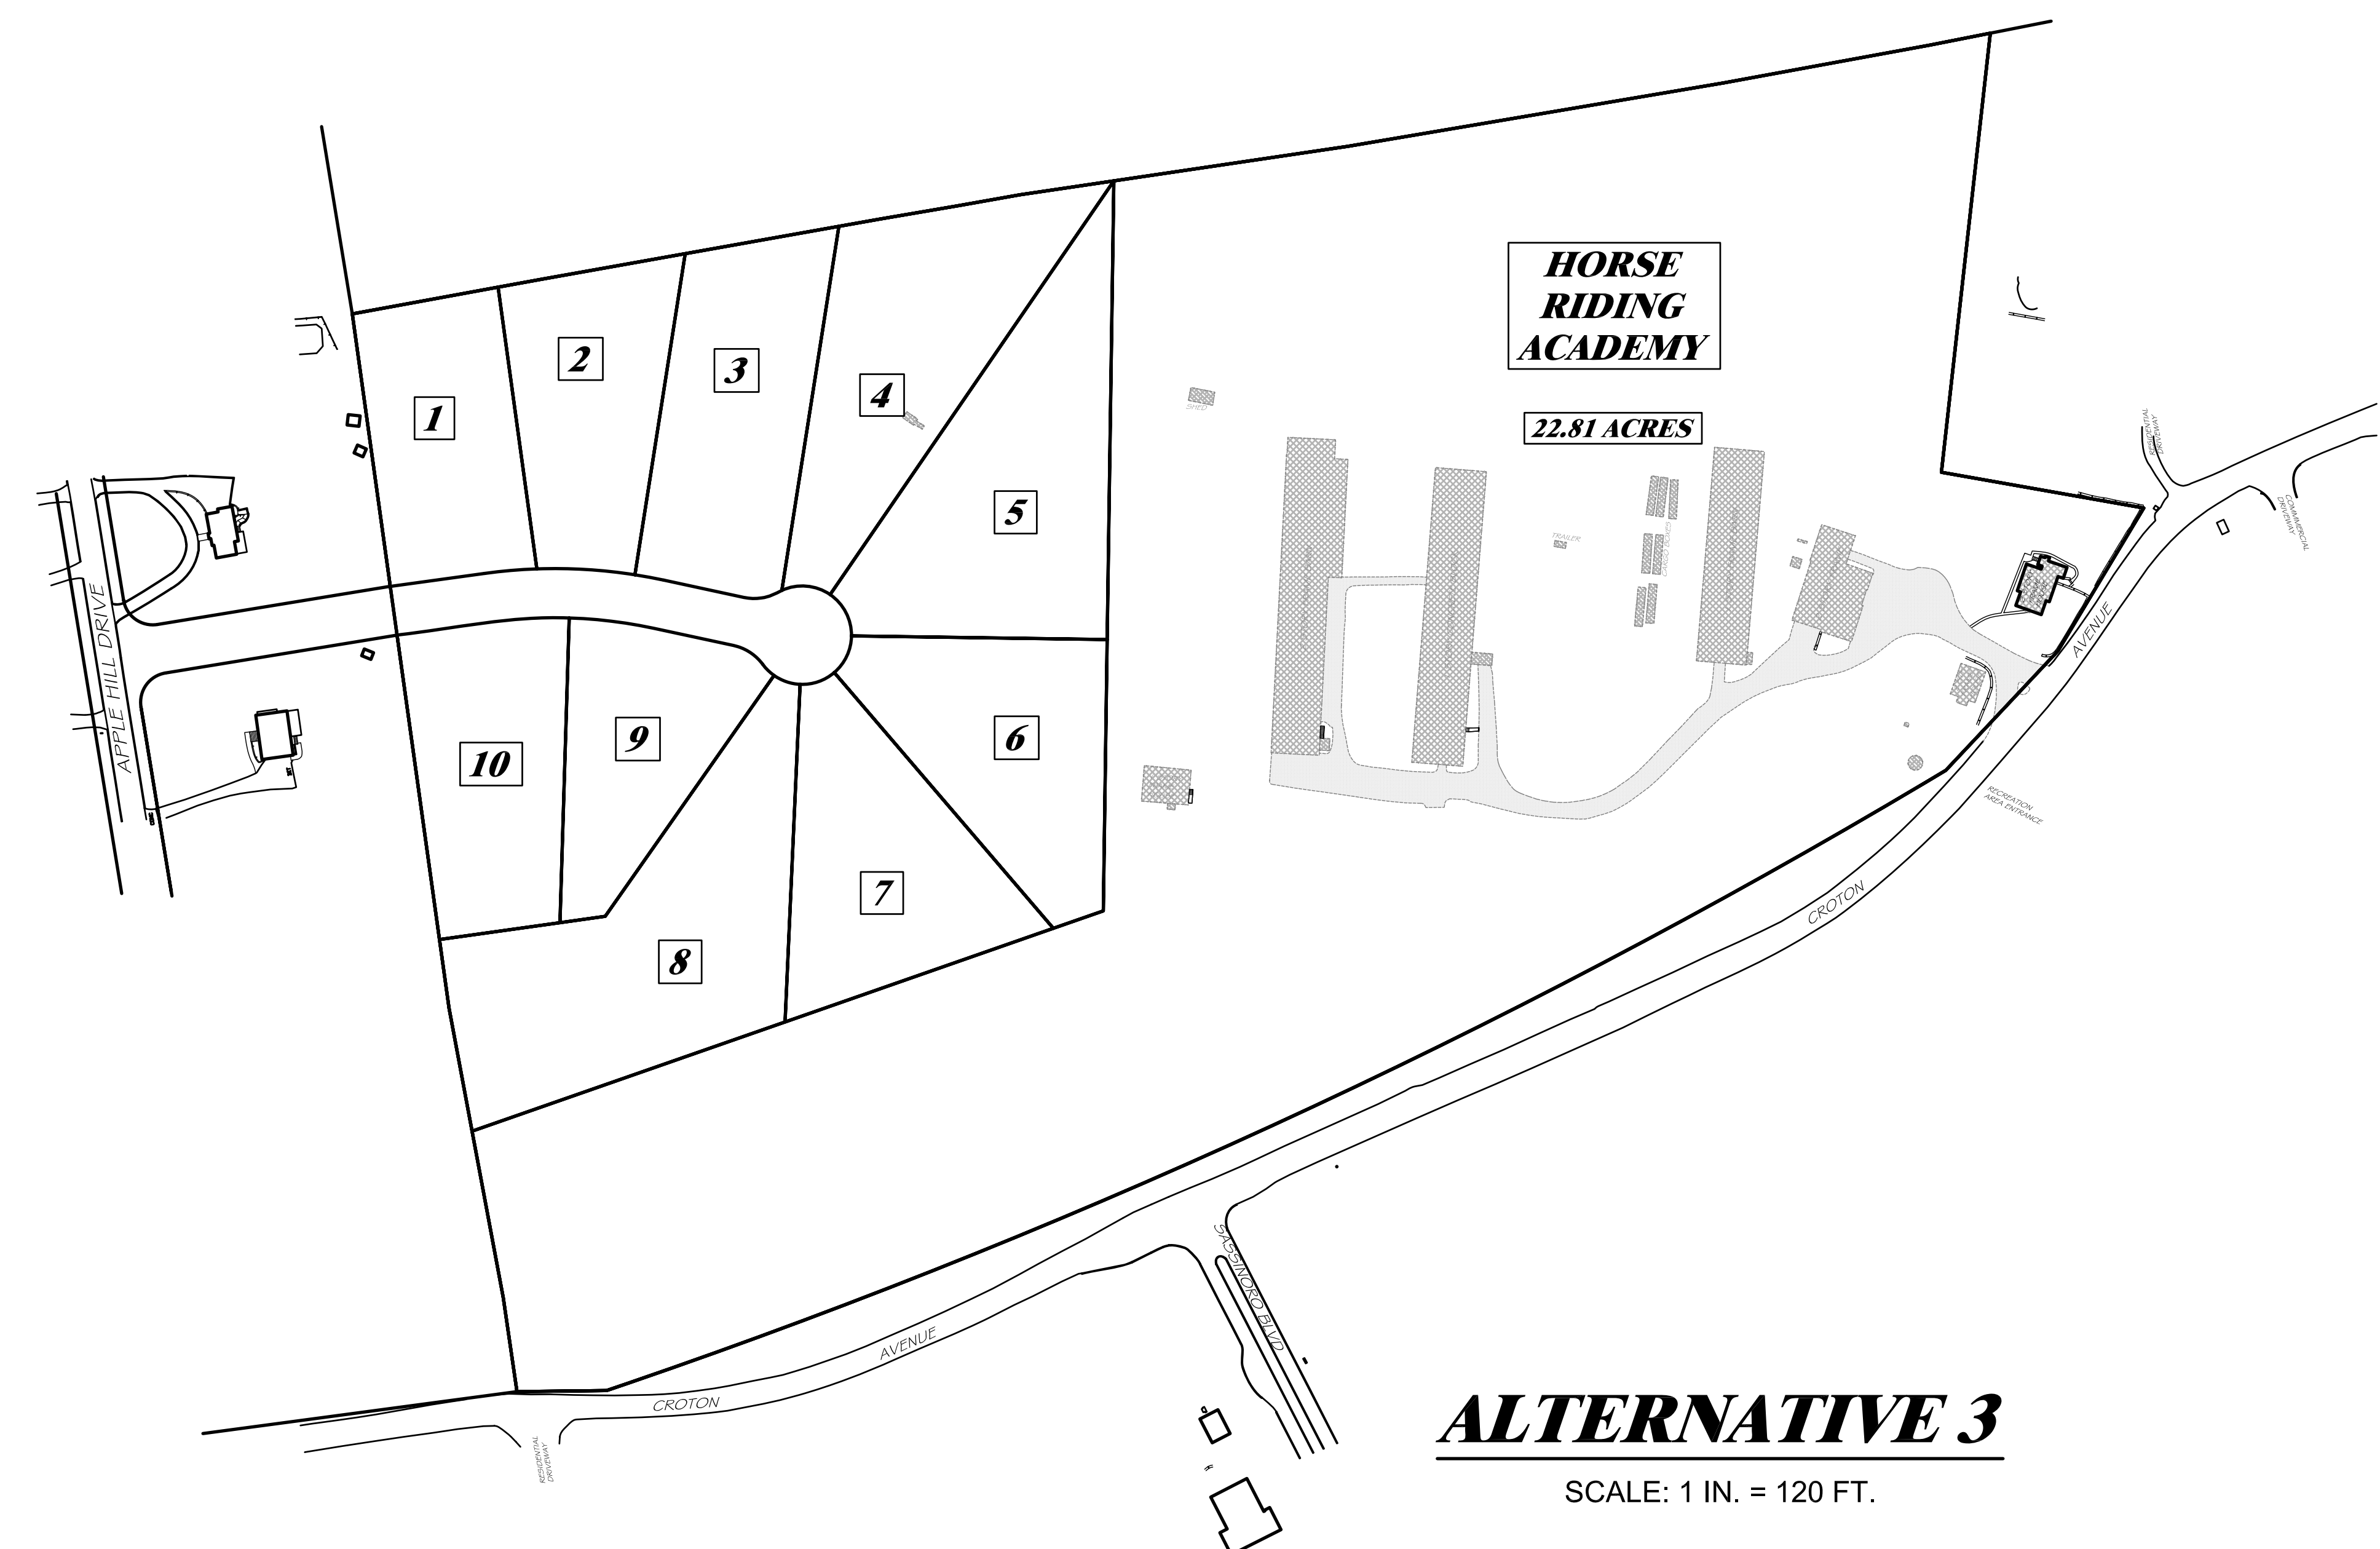 HORSE
RIDING
ACADEMY
22.81 ACRES
1
2
3
4
5
6
7
8
9
10
SHED
TRAILER
APPLE HILL DRIVE
RESIDENTIAL
DRIVEWAY
COMMMERCIAL
DRIVEWAY
AVENUE
RECREATION
AREA ENTRANCE
CROTON
SASSINORO BLVD
AVENUE
CROTON
RESIDENTIAL
DRIVEWAY
ALTERNATIVE 3
SCALE: 1 IN. = 120 FT.